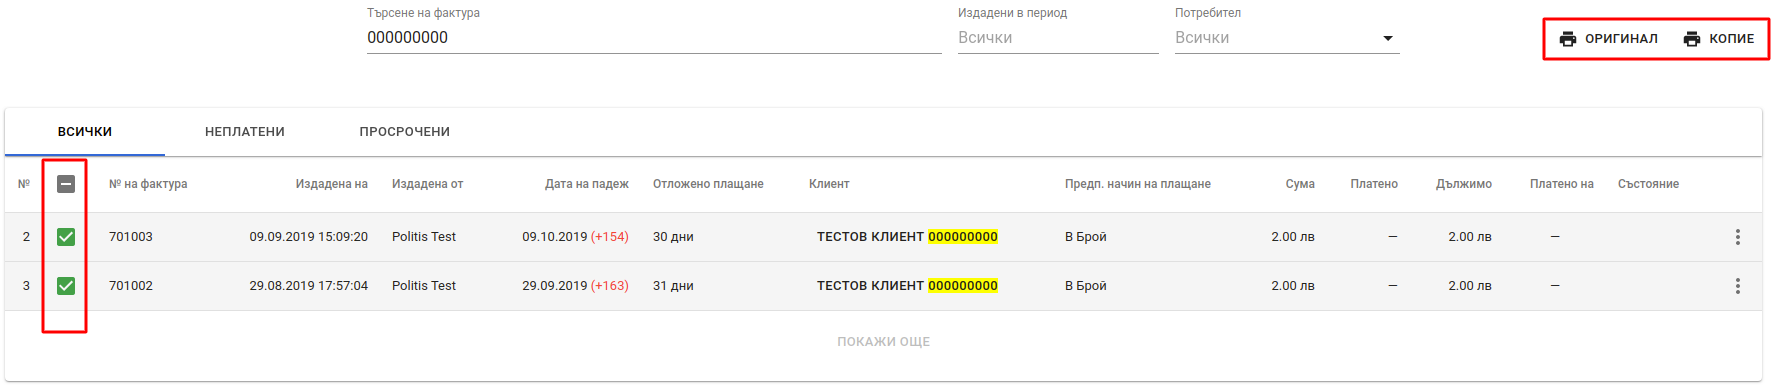 Търсене на фактура Издадени в период Потребител
000000000 Всички Всички ОРИГИНАЛ КОПИЕ
ВСИЧКИ НЕПЛАТЕНИ ПРОСРОЧЕНИ
№ № на фактура Издадена на Издадена от Дата на падеж Отложено плащане Клиент Предп. начин на плащане Сума Платено Дължимо Платено на Състояние
2 701003 09.09.2019 15:09:20 Politis Test 09.10.2019 (+154) 30 дни ТЕСТОВ КЛИЕНТ 000000000 В Брой 2.00 лв — 2.00 лв —
3 701002 29.08.2019 17:57:04 Politis Test 29.09.2019 (+163) 31 дни ТЕСТОВ КЛИЕНТ 000000000 В Брой 2.00 лв — 2.00 лв —
ПОКАЖИ ОЩЕ